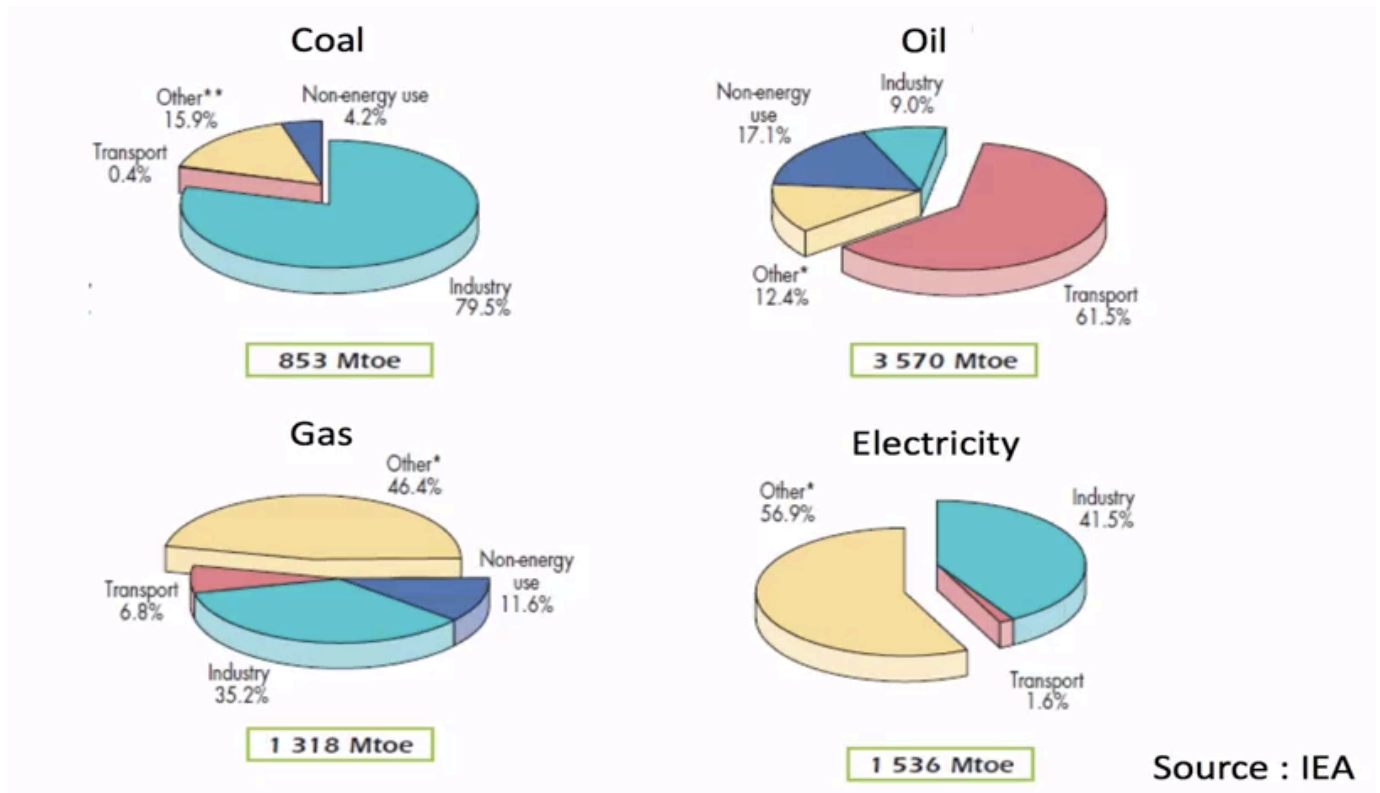 Coal
Other**
15.9%
Non-energy use
4.2%
Transport
0.4%
Industry
79.5%
853 Mtoe
Oil
Non-energy
use
17.1%
Industry
9.0%
Other*
12.4%
Transport
61.5%
3 570 Mtoe
Gas
Other*
46.4%
Non-energy
use
11.6%
Transport
6.8%
Industry
35.2%
1 318 Mtoe
Electricity
Other*
56.9%
Industry
41.5%
Transport
1.6%
1 536 Mtoe
Source : IEA